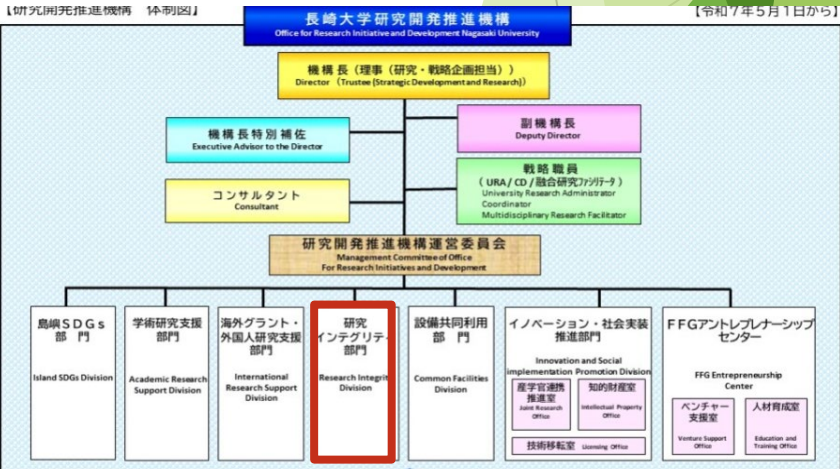 【研究開発推進機構　体制図】
【令和7年5月1日から】
長崎大学研究開発推進機構
Office for Research Initiative and Development Nagasaki University
機構長（理事（研究・戦略企画担当））
Director （Trustee (Strategic Development and Research)）
機構長特別補佐
Executive Advisor to the Director
副機構長
Deputy Director
コンサルタント
Consultant
戦略職員
（ URA / CD / 融合研究ﾌｧｼﾘﾃｰﾀ ）
University Research Administrator
Coordinator
Multidisciplinary Research Facilitator
研究開発推進機構運営委員会
Management Committee of Office
For Research Initiatives and Development
島嶼ＳＤＧｓ
部　門
Island SDGs Division
学術研究支援
部門
Academic Research
Support Division
海外グラント・
外国人研究支援
部門
International
Research Support
Division
研究
インテグリティ
部門
Research Integrity
Division
設備共同利用
部　門
Common Facilities
Division
イノベーション・社会実装
推進部門
Innovation and Social
implementation Promotion Division
産学官連携
推進室
Joint Research
Office
知的財産室
Intellectual Property
Office
技術移転室 Licensing Office
ＦＦＧアントレプレナーシップ
センター
FFG Entrepreneurship
Center
ベンチャー
支援室
Venture Support
Office
人材育成室
Education and
Training Office